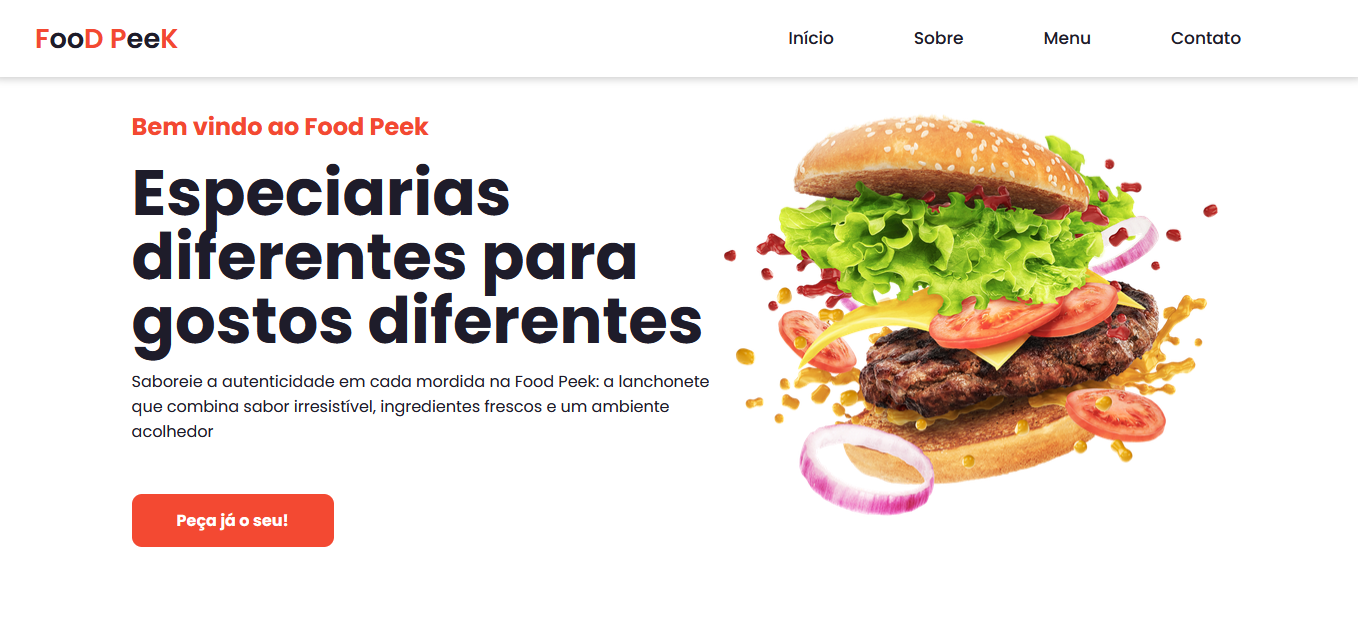 FooD PeeK
Início
Sobre
Menu
Contato
Bem vindo ao Food Peek
Especiarias
diferentes para
gostos diferentes
Saboreie a autenticidade em cada mordida na Food Peek: a lanchonete
que combina sabor irresistível, ingredientes frescos e um ambiente
acolhedor
Peça já o seu!